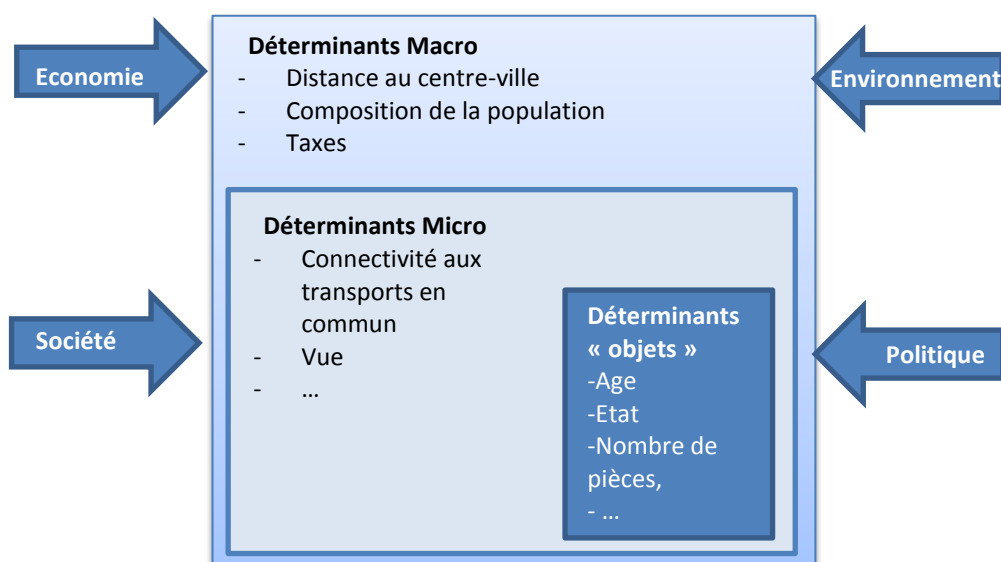 Economie
Environnement
Déterminants Macro
- Distance au centre-ville
- Composition de la population
- Taxes
Déterminants Micro
- Connectivité aux
transports en
commun
- Vue
- …
Société
Politique
Déterminants
« objets »
-Age
-Etat
-Nombre de
pièces,
- …